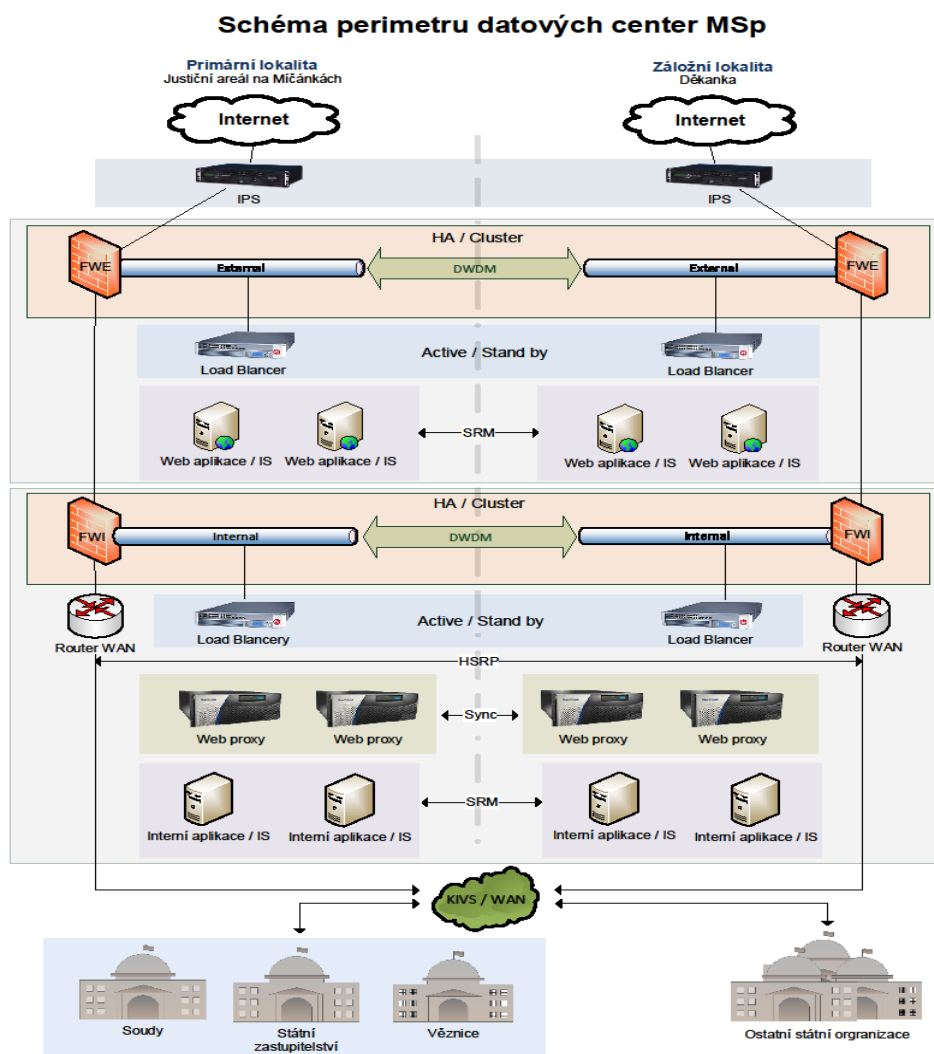 Schéma perimetru datových center MSp
Primární lokalita
Justiční areál na Míčánkách
Záložní lokalita
Děkanka
Internet
Internet
IPS
IPS
HA / Cluster
FWE
External
DWDM
External
FWE
Load Blancer
Active / Stand by
Load Blancer
Web aplikace / IS
Web aplikace / IS
SRM
Web aplikace / IS
Web aplikace / IS
HA / Cluster
FWI
Internal
DWDM
Internal
FWI
Router WAN
Load Blancery
Active / Stand by
Load Blancer
Router WAN
HSRP
Web proxy
Web proxy
Sync
Web proxy
Web proxy
Interní aplikace / IS
Interní aplikace / IS
SRM
Interní aplikace / IS
Interní aplikace / IS
KIVS / WAN
Soudy
Státní
zastupitelství
Věznice
Ostatní státní orgranizace